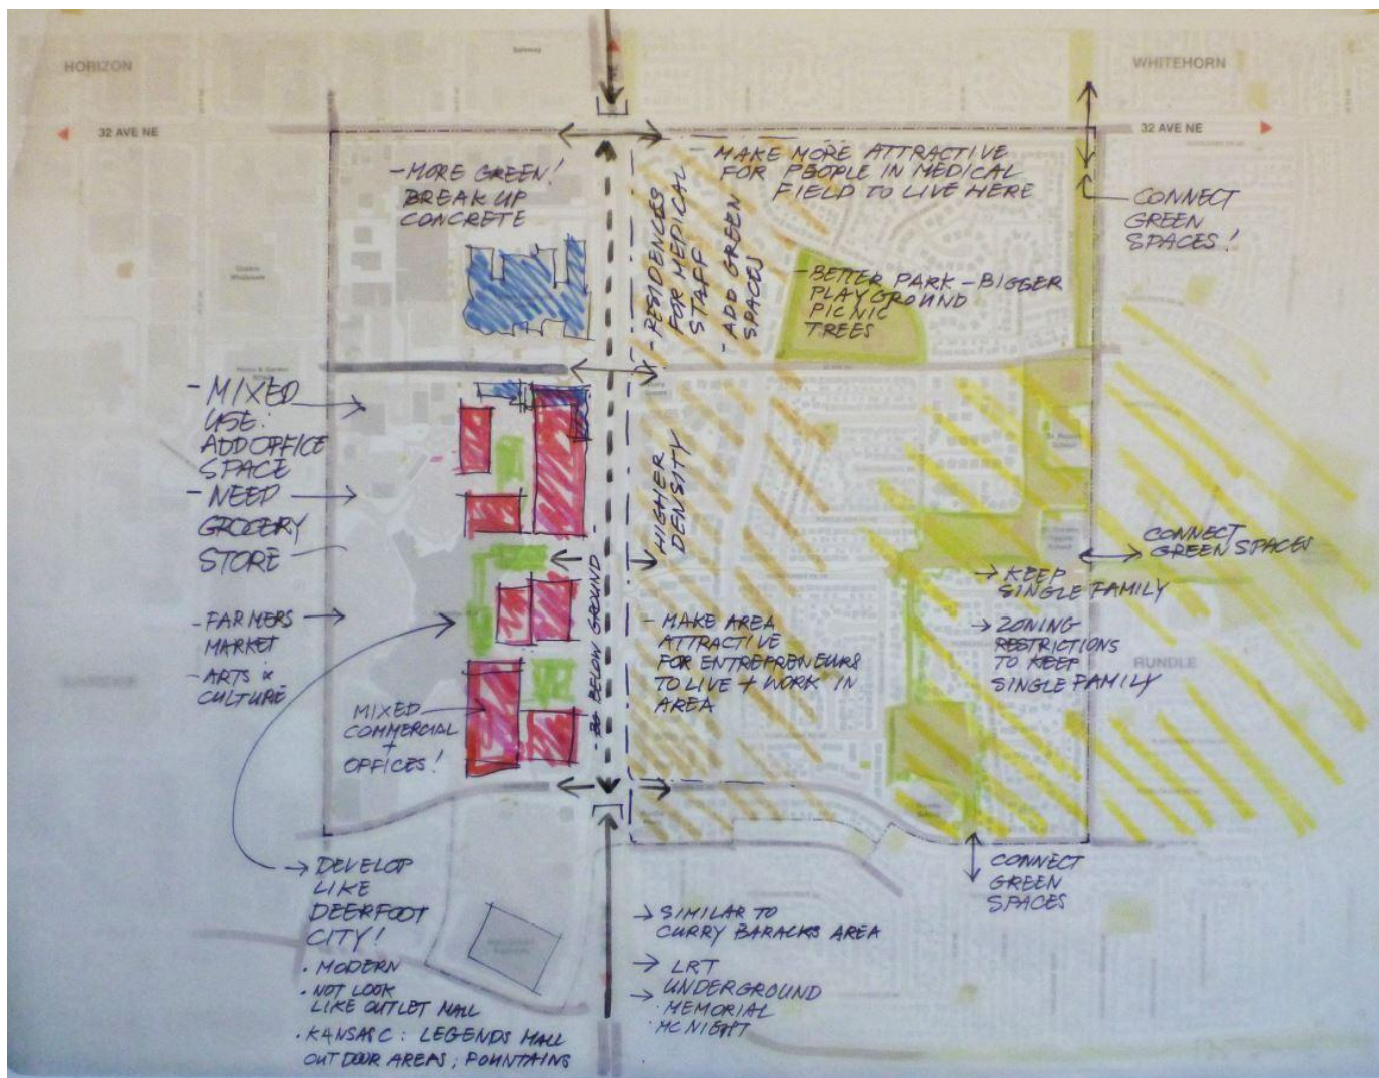 HORIZON
Safeway
WHITEHORN
32 AVE NE
32 AVE NE
- MORE GREEN!
BREAK UP
CONCRETE
MAKE MORE ATTRACTIVE
FOR PEOPLE IN MEDICAL
FIELD TO LIVE HERE
CONNECT
GREEN
SPACES!
- RESIDENCES
FOR MEDICAL
STAFF
- ADD GREEN
SPACES
- BETTER PARK - BIGGER
PLAYGROUND
PICNIC
TREES
- MIXED
USE:
ADD OFFICE
SPACE
- NEED
GROCERY
STORE
HIGHER
DENSITY
CONNECT
GREEN SPACES
→ KEEP
SINGLE FAMILY
- FARMERS
MARKET
- ARTS &
CULTURE
BELOW GROUND
- MAKE AREA
ATTRACTIVE
FOR ENTREPRENEURS
TO LIVE + WORK IN
AREA
→ ZONING
RESTRICTIONS
TO KEEP
SINGLE FAMILY
RUNDLE
MIXED
COMMERCIAL
+
OFFICES!
→ DEVELOP
LIKE
DEERFOOT
CITY!
• MODERN
• NOT LOOK
LIKE OUTLET MALL
• KANSAS C: LEGENDS MALL
OUTDOOR AREAS; FOUNTAINS
CONNECT
GREEN
SPACES
→ SIMILAR TO
CURRY BARACKS AREA
→ LRT
UNDERGROUND
→ MEMORIAL
MCNIGHT